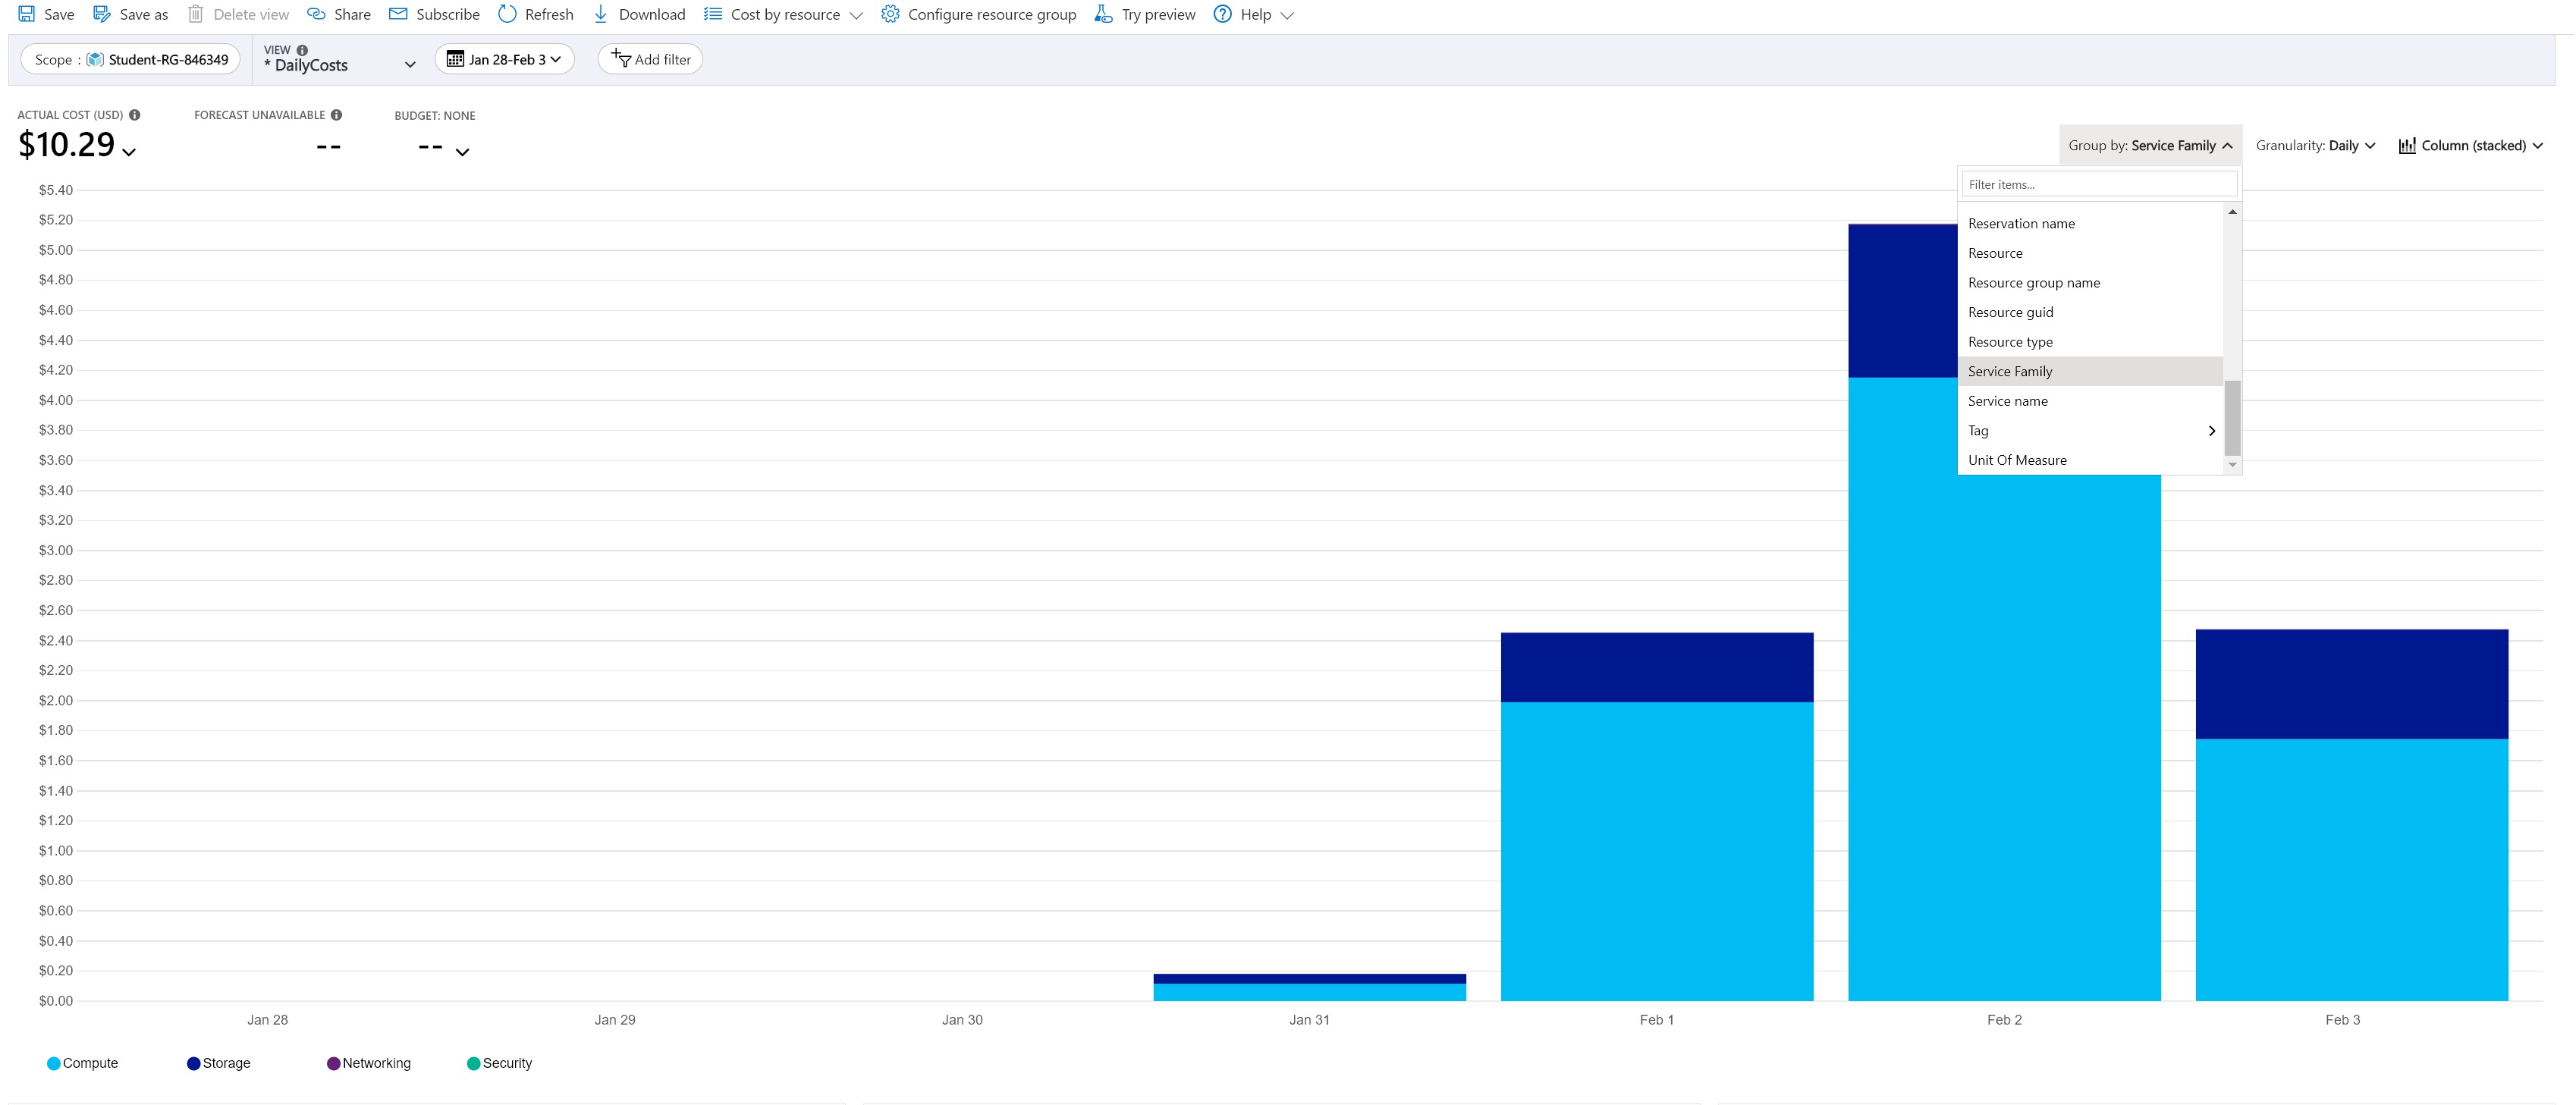 Save Save as Delete view Share Subscribe Refresh Download Cost by resource Configure resource group Try preview Help
Scope : Student-RG-846349
VIEW
* DailyCosts
Jan 28-Feb 3
Add filter
ACTUAL COST (USD)
$10.29
FORECAST UNAVAILABLE
--
BUDGET: NONE
--
Group by: Service Family
Granularity: Daily
Column (stacked)
Filter items...
Reservation name
Resource
Resource group name
Resource guid
Resource type
Service Family
Service name
Tag
Unit Of Measure
$5.40
$5.20
$5.00
$4.80
$4.60
$4.40
$4.20
$4.00
$3.80
$3.60
$3.40
$3.20
$3.00
$2.80
$2.60
$2.40
$2.20
$2.00
$1.80
$1.60
$1.40
$1.20
$1.00
$0.80
$0.60
$0.40
$0.20
$0.00
Jan 28 Jan 29 Jan 30 Jan 31 Feb 1 Feb 2 Feb 3
Compute Storage Networking Security